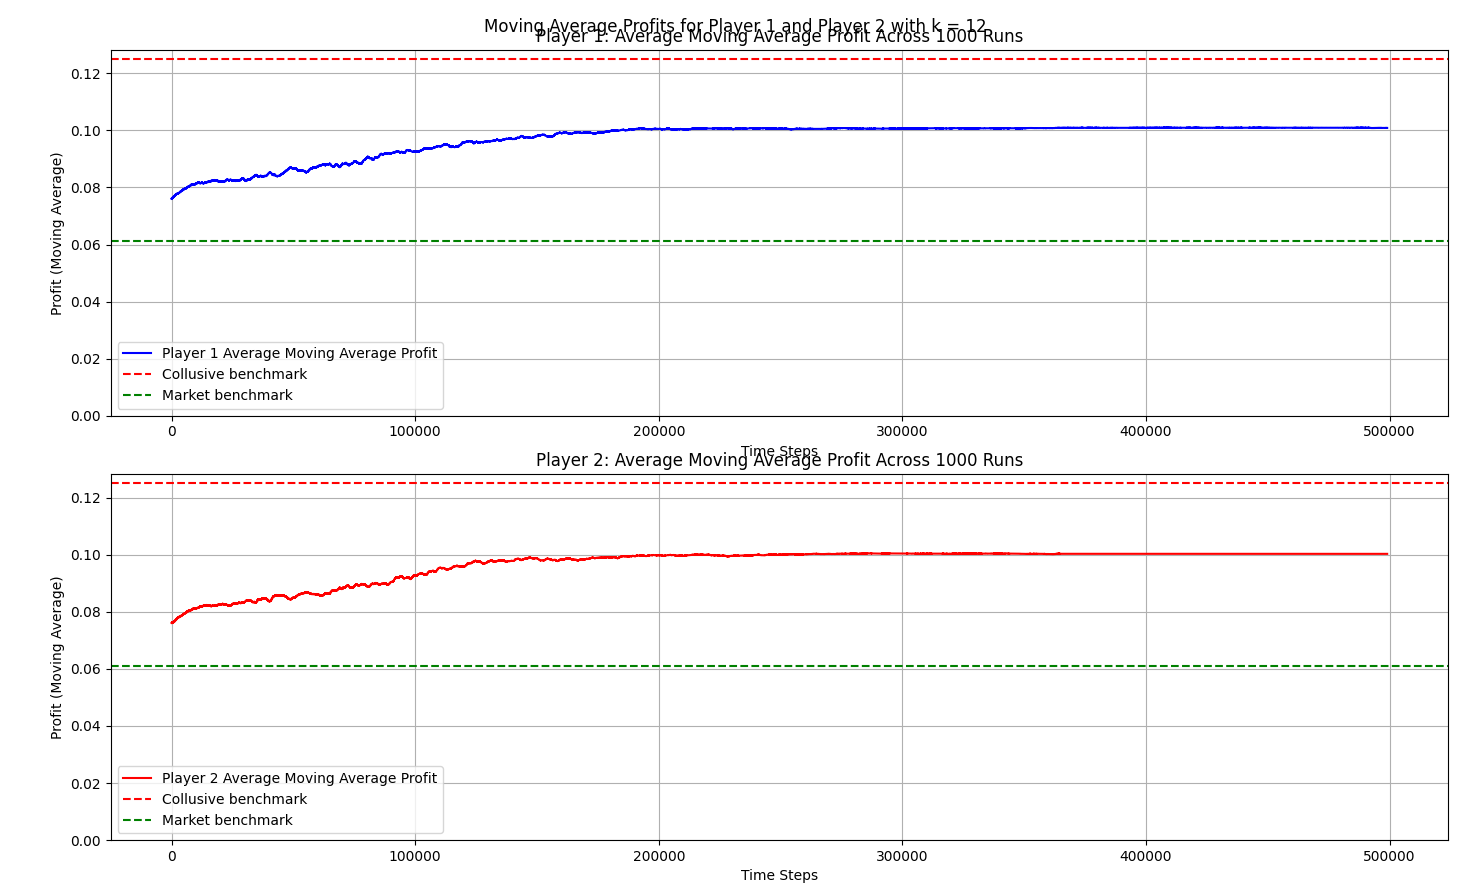 Moving Average Profits for Player 1 and Player 2 with k = 12
Player 1: Average Moving Average Profit Across 1000 Runs
Profit (Moving Average)
0.12
0.10
0.08
0.06
0.04
0.02
0.00
Player 1 Average Moving Average Profit
Collusive benchmark
Market benchmark
0 100000 200000 300000 400000 500000
Time Steps
Player 2: Average Moving Average Profit Across 1000 Runs
Profit (Moving Average)
0.12
0.10
0.08
0.06
0.04
0.02
0.00
Player 2 Average Moving Average Profit
Collusive benchmark
Market benchmark
0 100000 200000 300000 400000 500000
Time Steps